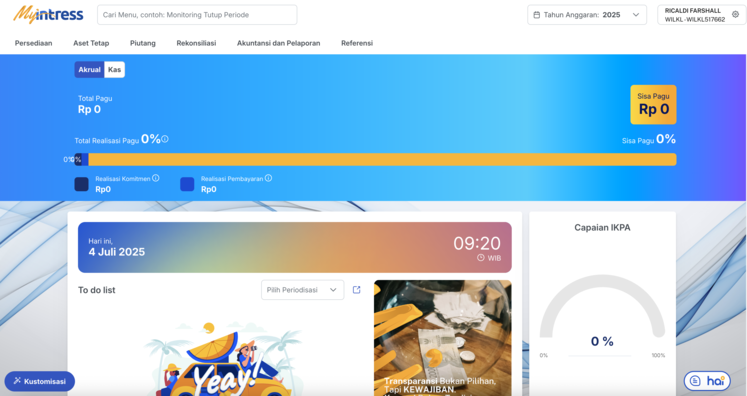 Myintress
Cari Menu, contoh: Monitoring Tutup Periode
Tahun Anggaran: 2025
RICALDI FARSHALL
WILKL-WILKL517662
Persediaan Aset Tetap Piutang Rekonsiliasi Akuntansi dan Pelaporan Referensi
Akrual Kas
Total Pagu
Rp 0
Sisa Pagu
Rp 0
Total Realisasi Pagu 0%
Sisa Pagu 0%
0% 0%
Realisasi Komitmen
Rp0
Realisasi Pembayaran
Rp0
Hari ini,
4 Juli 2025
09:20
WIB
To do list
Pilih Periodisasi
Yeay!
Transparansi Bukan Pilihan,
Tapi KEWAJIBAN.
Capaian IKPA
0 %
0% 100%
Kustomisasi
hai